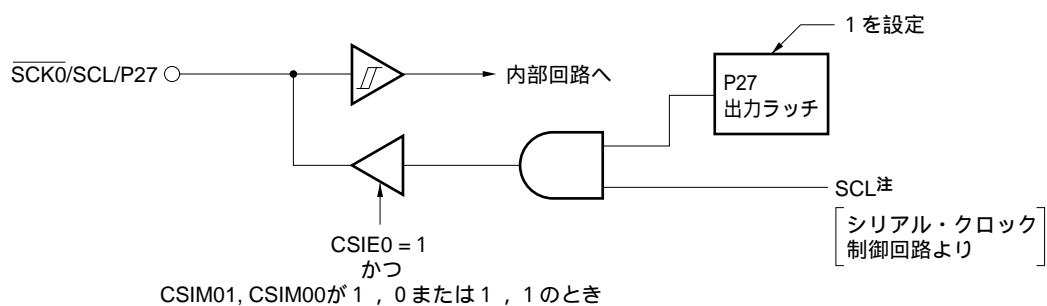 1 を設定
SCK0/SCL/P27
内部回路へ
P27
出力ラッチ
SCL注
シリアル・クロック
制御回路より
CSIE0 = 1
かつ
CSIM01, CSIM00が 1 , 0 または 1 , 1 のとき